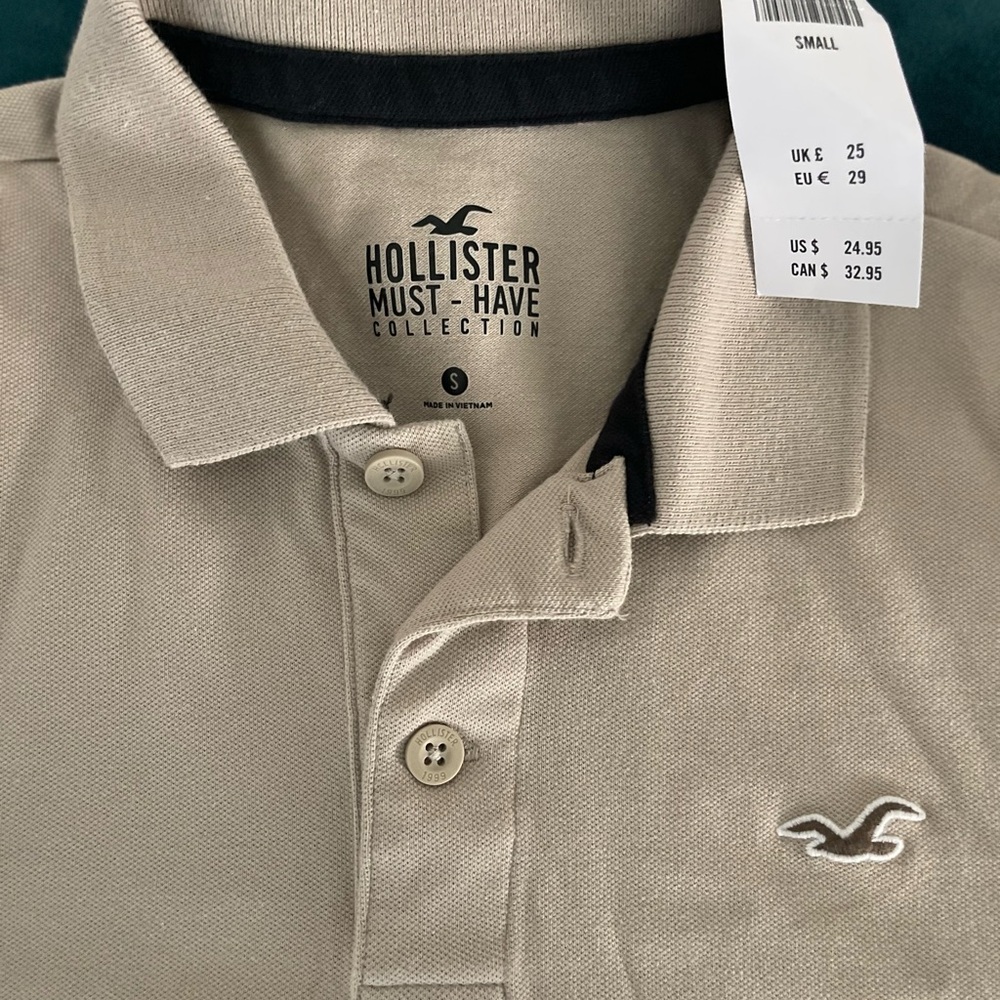 SMALL
UK £ 25
EU € 29
US $ 24.95
CAN $ 32.95
HOLLISTER
MUST - HAVE
COLLECTION
S
MADE IN VIETNAM
HOLLISTER
1999